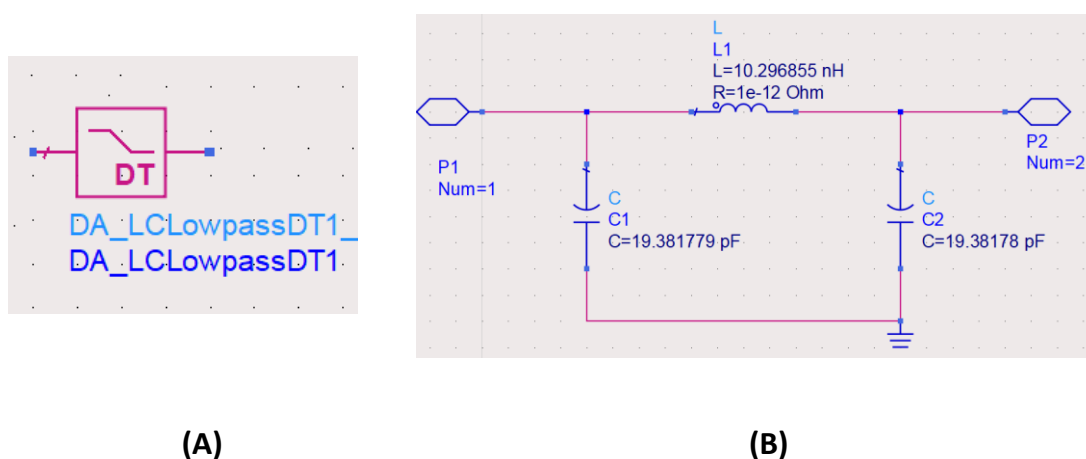 DT
DA_LCLowpassDT1_
DA_LCLowpassDT1
(A)
L
L1
L=10.296855 nH
R=1e-12 Ohm
P1
Num=1
P2
Num=2
C
C1
C=19.381779 pF
C
C2
C=19.38178 pF
(B)